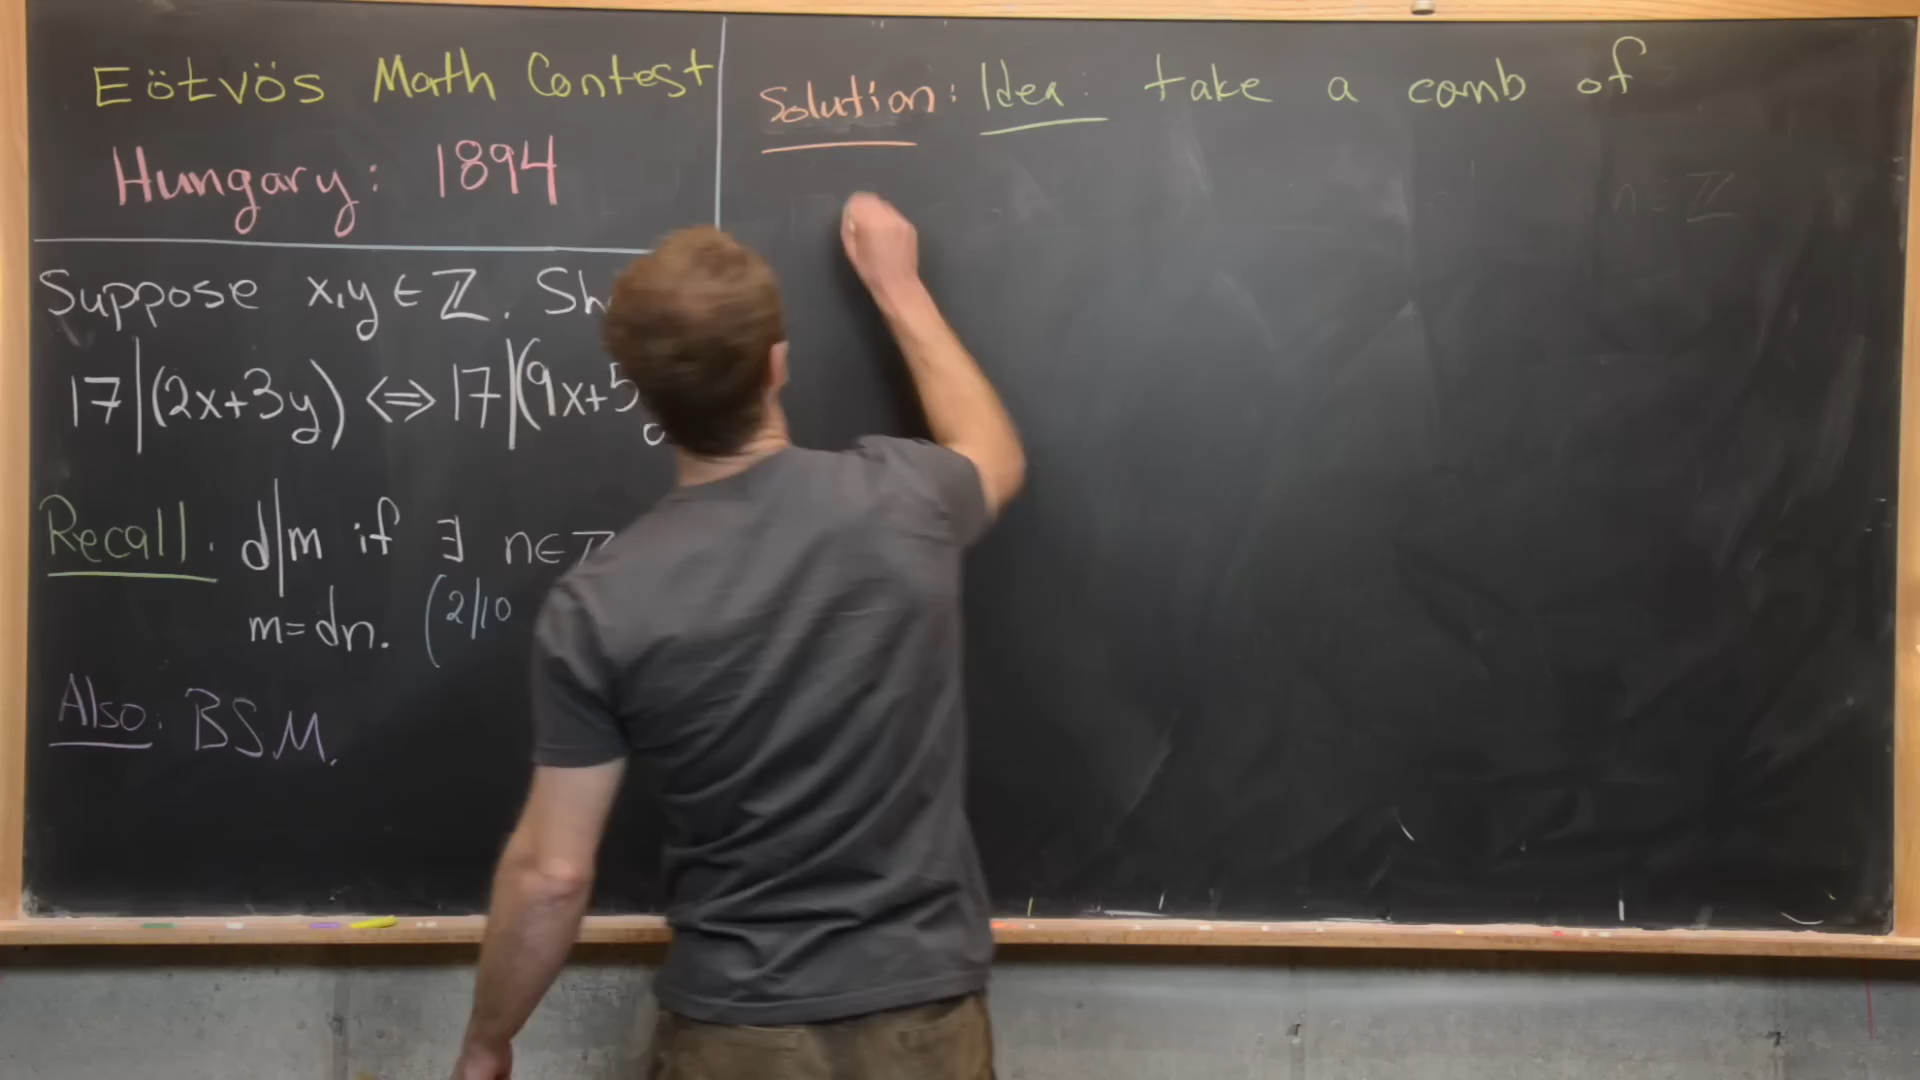 Eötvös Math Contest
Hungary: 1894
Suppose x,y ∈ ℤ.
17|(2x+3y) ⇔ 17|(9x+5
Recall. d|m if ∃ n∈ℤ
m=dn. (2|10
Also: BSM.
Solution: Idea: take a comb of
n∈ℤ